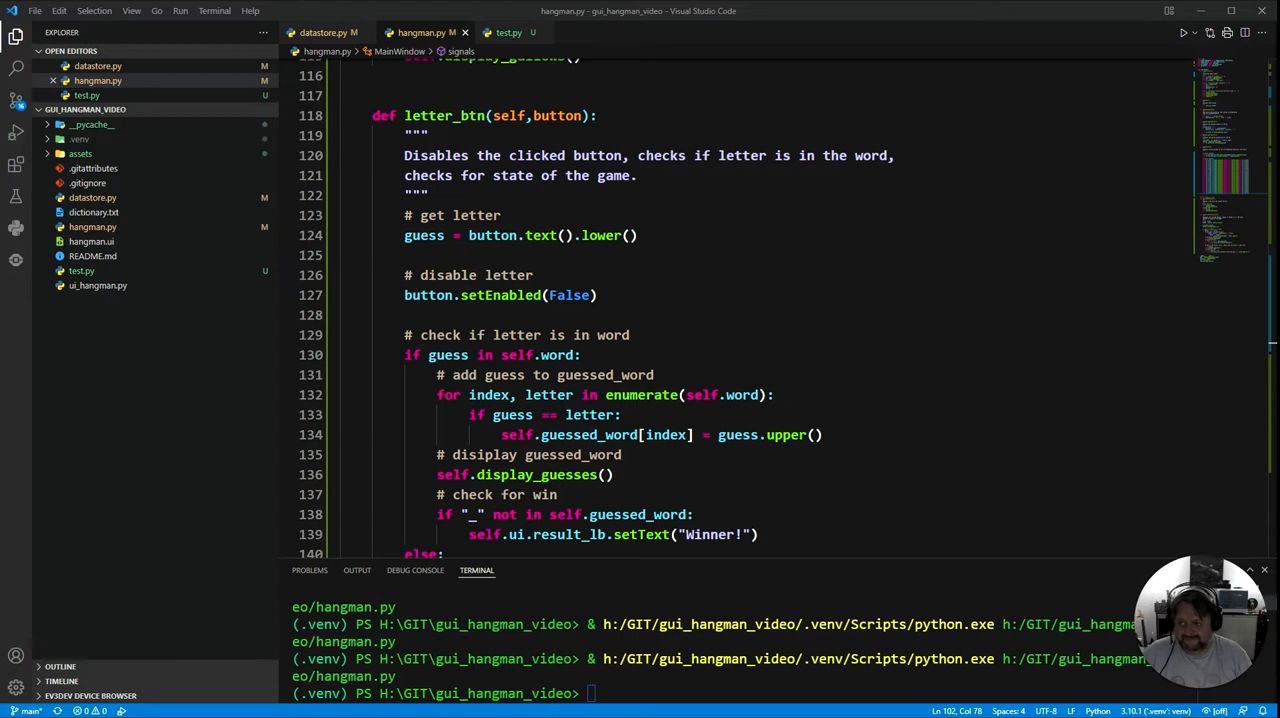 File Edit Selection View Go Run Terminal Help
hangman.py - gui_hangman_video - Visual Studio Code
EXPLORER
OPEN EDITORS
datastore.py M
hangman.py M
test.py U
GUI_HANGMAN_VIDEO
__pycache__
.venv
assets
.gitattributes
.gitignore
datastore.py M
dictionary.txt
hangman.py M
hangman.ui
README.md
test.py U
ui_hangman.py
OUTLINE
TIMELINE
EV3DEV DEVICE BROWSER
datastore.py M hangman.py M test.py U
hangman.py > MainWindow > signals
116
117
118 def letter_btn(self,button):
119 """
120 Disables the clicked button, checks if letter is in the word,
121 checks for state of the game.
122 """
123 # get letter
124 guess = button.text().lower()
125
126 # disable letter
127 button.setEnabled(False)
128
129 # check if letter is in word
130 if guess in self.word:
131 # add guess to guessed_word
132 for index, letter in enumerate(self.word):
133 if guess == letter:
134 self.guessed_word[index] = guess.upper()
135 # disiplay guessed_word
136 self.display_guesses()
137 # check for win
138 if "_" not in self.guessed_word:
139 self.ui.result_lb.setText("Winner!")
140 else:
PROBLEMS OUTPUT DEBUG CONSOLE TERMINAL
eo/hangman.py
(.venv) PS H:\GIT\gui_hangman_video> & h:/GIT/gui_hangman_video/.venv/Scripts/python.exe h:/GIT/gui_hangma
eo/hangman.py
(.venv) PS H:\GIT\gui_hangman_video> & h:/GIT/gui_hangman_video/.venv/Scripts/python.exe h:/GIT/gui_hangma
eo/hangman.py
(.venv) PS H:\GIT\gui_hangman_video>
main* 0 0 Ln 102, Col 78 Spaces: 4 UTF-8 LF Python 3.10.1 ('.venv': venv) [off]